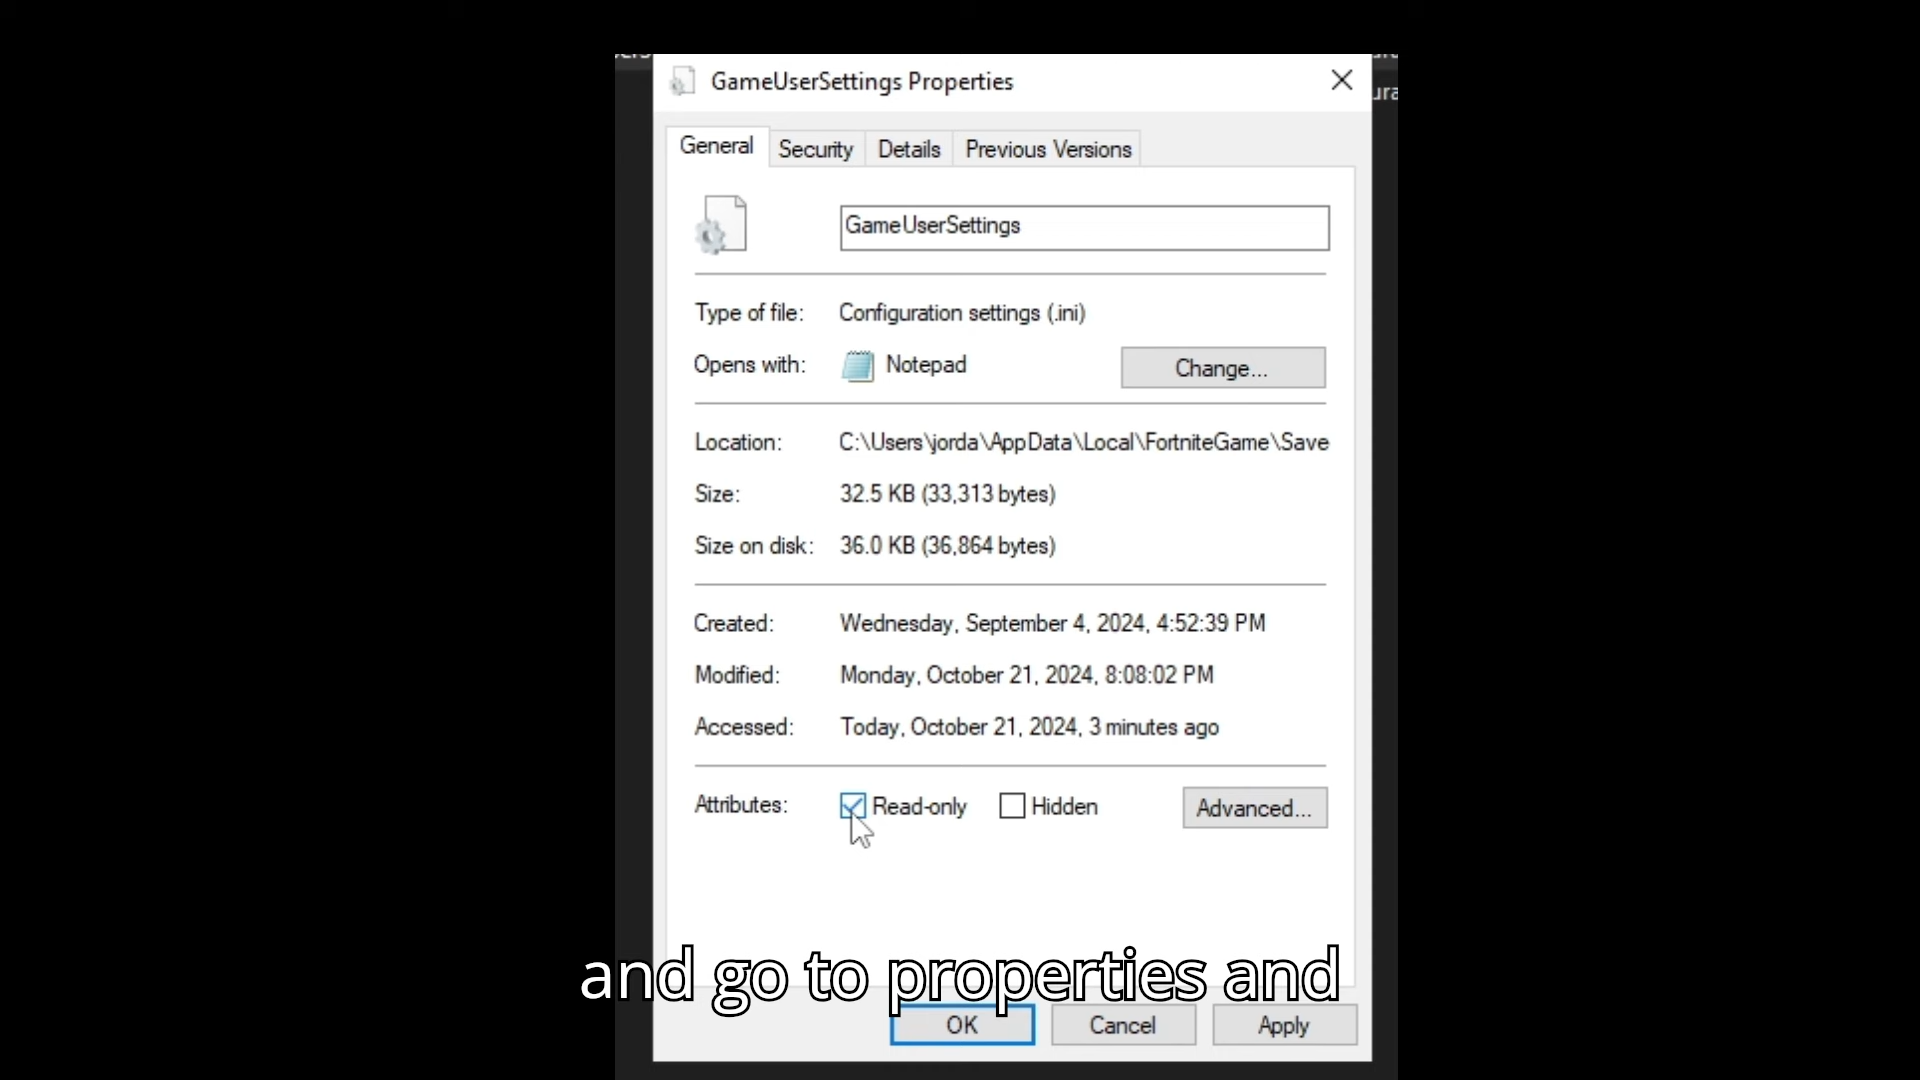 GameUserSettings Properties
General
Security
Details
Previous Versions
GameUserSettings
Type of file:
Configuration settings (.ini)
Opens with:
Notepad
Change...
Location:
C:\Users\jorda\AppData\Local\FortniteGame\Save
Size:
32.5 KB (33,313 bytes)
Size on disk:
36.0 KB (36,864 bytes)
Created:
Wednesday, September 4, 2024, 4:52:39 PM
Modified:
Monday, October 21, 2024, 8:08:02 PM
Accessed:
Today, October 21, 2024, 3 minutes ago
Attributes:
Read-only
Hidden
Advanced...
and go to properties and
OK
Cancel
Apply